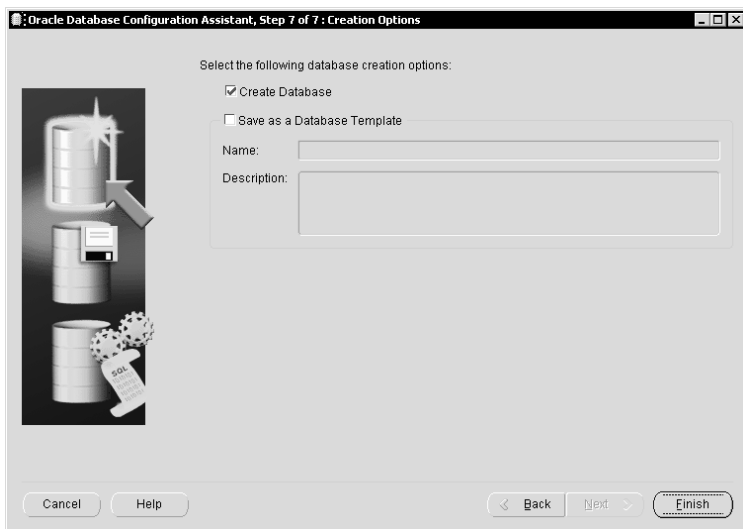 Oracle Database Configuration Assistant, Step 7 of 7 : Creation Options
Select the following database creation options:
Create Database
Save as a Database Template
Name:
Description:
SQL
Cancel
Help
Back
Next
Finish